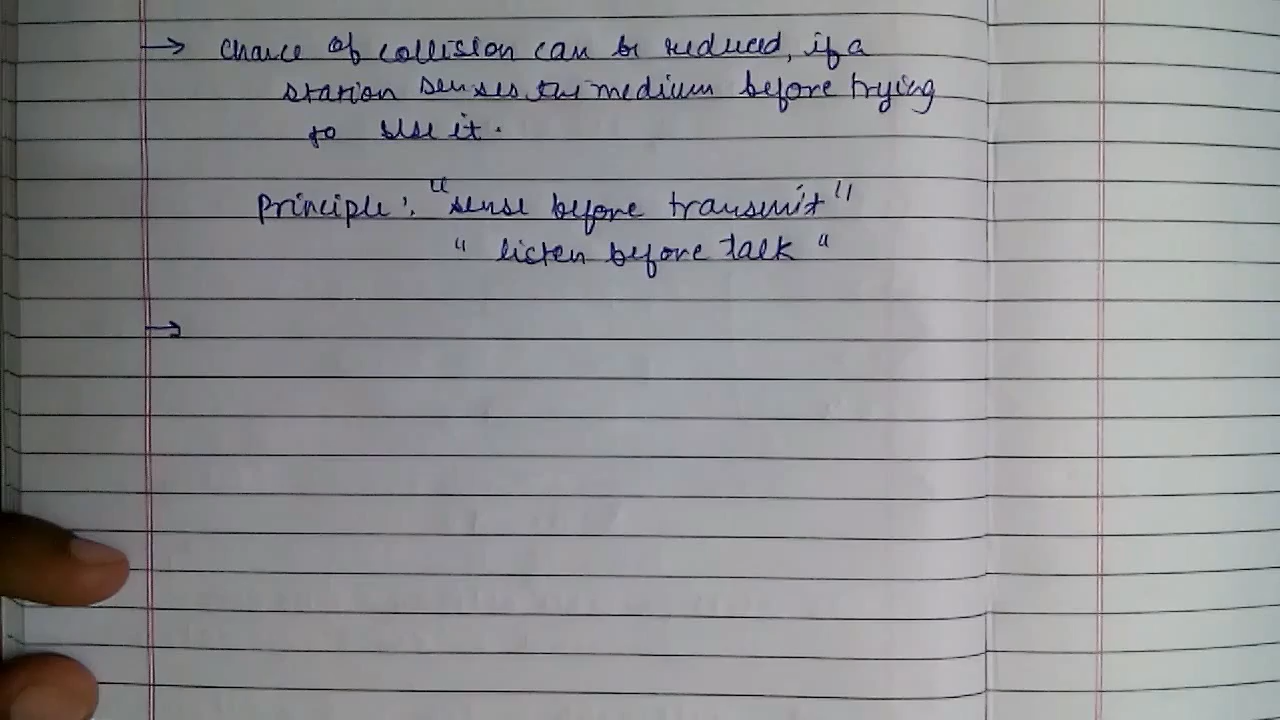 → Chance of collision can be reduced, if a
station senses the medium before trying
to use it.
Principle: "sense before transmit"
"listen before talk"
→